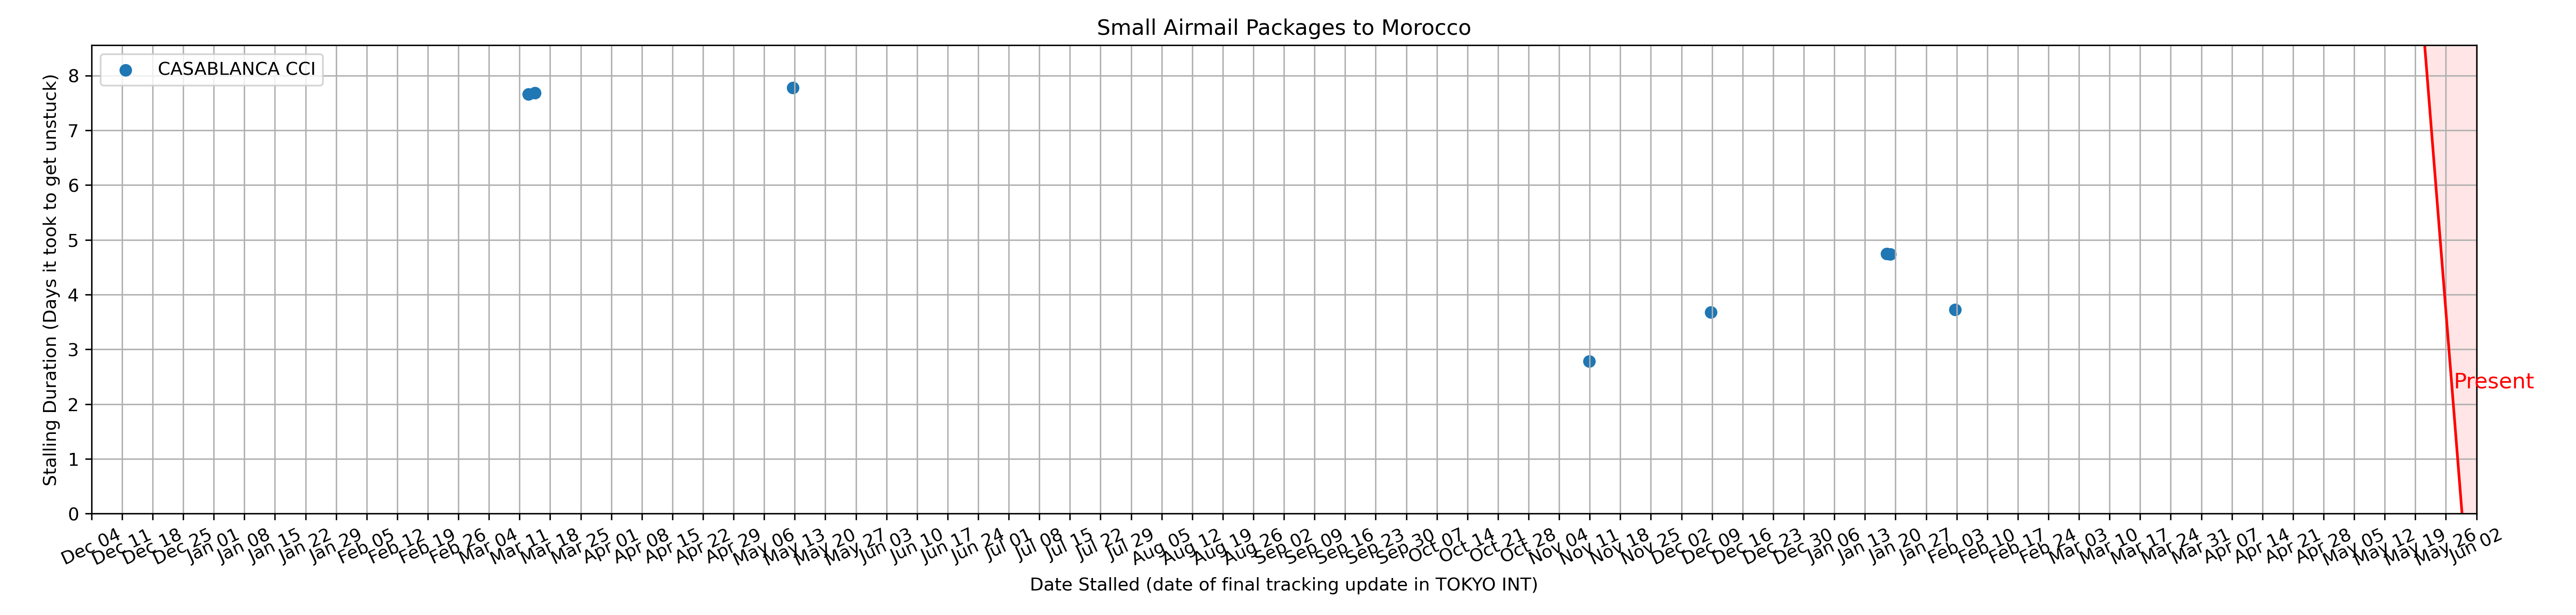 Small Airmail Packages to Morocco
CASABLANCA CCI
Stalling Duration (Days it took to get unstuck)
8
7
6
5
4
3
2
1
0
Present
Dec 04 Dec 11 Dec 18 Dec 25 Jan 01 Jan 08 Jan 15 Jan 22 Jan 29 Feb 05 Feb 12 Feb 19 Feb 26 Mar 04 Mar 11 Mar 18 Mar 25 Apr 01 Apr 08 Apr 15 Apr 22 Apr 29 May 06 May 13 May 20 May 27 Jun 03 Jun 10 Jun 17 Jun 24 Jul 01 Jul 08 Jul 15 Jul 22 Jul 29 Aug 05 Aug 12 Aug 19 Aug 26 Sep 02 Sep 09 Sep 16 Sep 23 Sep 30 Oct 07 Oct 14 Oct 21 Oct 28 Nov 04 Nov 11 Nov 18 Nov 25 Dec 02 Dec 09 Dec 16 Dec 23 Dec 30 Jan 06 Jan 13 Jan 20 Jan 27 Feb 03 Feb 10 Feb 17 Feb 24 Mar 03 Mar 10 Mar 17 Mar 24 Mar 31 Apr 07 Apr 14 Apr 21 Apr 28 May 05 May 12 May 19 May 26 Jun 02
Date Stalled (date of final tracking update in TOKYO INT)